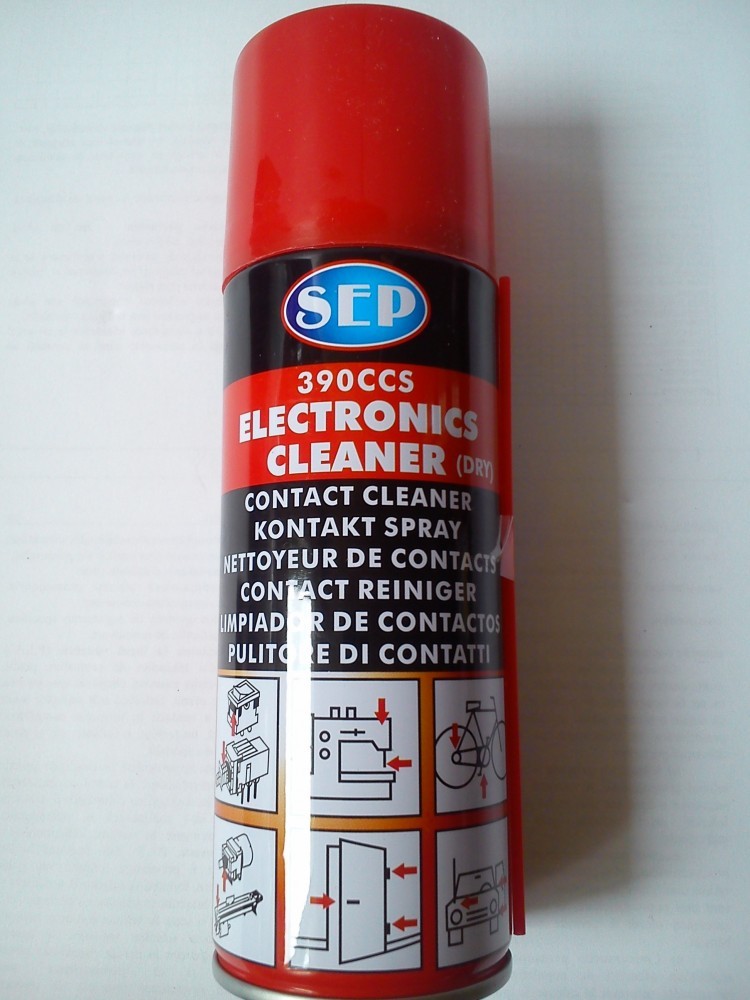 SEP
390CCS
ELECTRONICS
CLEANER (DRY)
CONTACT CLEANER
KONTAKT SPRAY
NETTOYEUR DE CONTACTS
CONTACT REINIGER
LIMPIADOR DE CONTACTOS
PULITORE DI CONTATTI